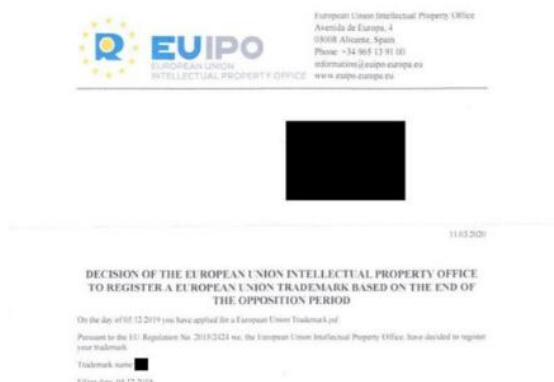 European Union Intellectual Property Office
Avenida de Europa, 4
03008 Alicante, Spain
Phone: +34 965 13 91 00
information@euipo.europa.eu
www.euipo.europa.eu
EUIPO
EUROPEAN UNION
INTELLECTUAL PROPERTY OFFICE
11.03.2020
DECISION OF THE EUROPEAN UNION INTELLECTUAL PROPERTY OFFICE
TO REGISTER A EUROPEAN UNION TRADEMARK BASED ON THE END OF
THE OPPOSITION PERIOD
On the day of 05.12.2019 you have applied for a European Union Trademark.
Pursuant to the EU Regulation No. 2015/2424 we, the European Union Intellectual Property Office, have decided to register
your trademark.
Trademark name